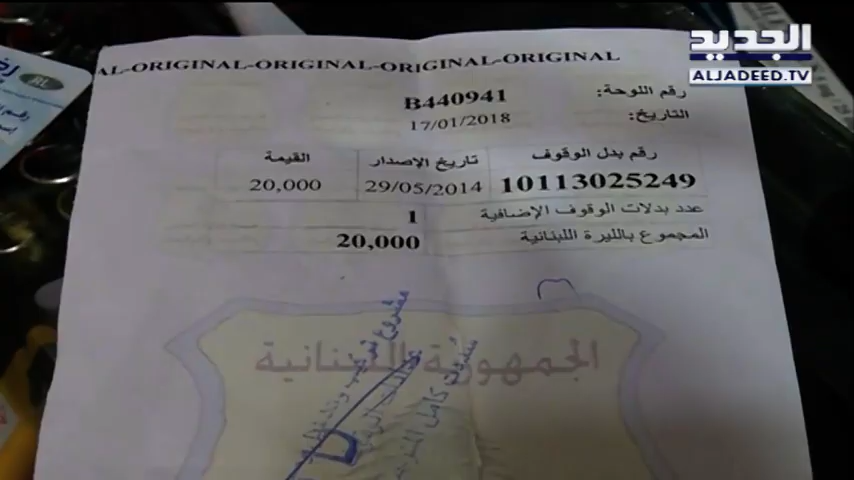 الجديد
ALJADEED.TV
AL-ORIGINAL-ORIGINAL-ORIGINAL-ORIGINAL
رقم اللوحة: B440941
التاريخ: 17/01/2018
رقم بدل الوقوف تاريخ الإصدار القيمة
10113025249 29/05/2014 20,000
عدد بدلات الوقوف الإضافية 1
المجموع بالليرة اللبنانية 20,000
الجمهورية اللبنانية